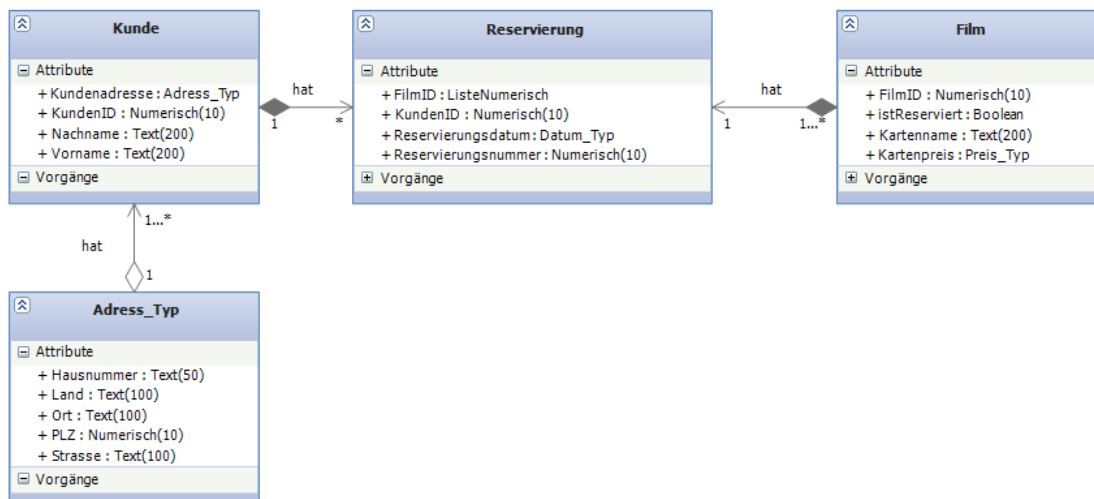 Kunde
Attribute
+ Kundenadresse : Adress_Typ
+ KundenID : Numerisch(10)
+ Nachname : Text(200)
+ Vorname : Text(200)
Vorgänge
hat
1
*
Reservierung
Attribute
+ FilmID : ListeNumerisch
+ KundenID : Numerisch(10)
+ Reservierungsdatum : Datum_Typ
+ Reservierungsnummer : Numerisch(10)
Vorgänge
hat
1
1...*
Film
Attribute
+ FilmID : Numerisch(10)
+ istReserviert : Boolean
+ Kartenname : Text(200)
+ Kartenpreis : Preis_Typ
Vorgänge
1...*
hat
1
Adress_Typ
Attribute
+ Hausnummer : Text(50)
+ Land : Text(100)
+ Ort : Text(100)
+ PLZ : Numerisch(10)
+ Strasse : Text(100)
Vorgänge